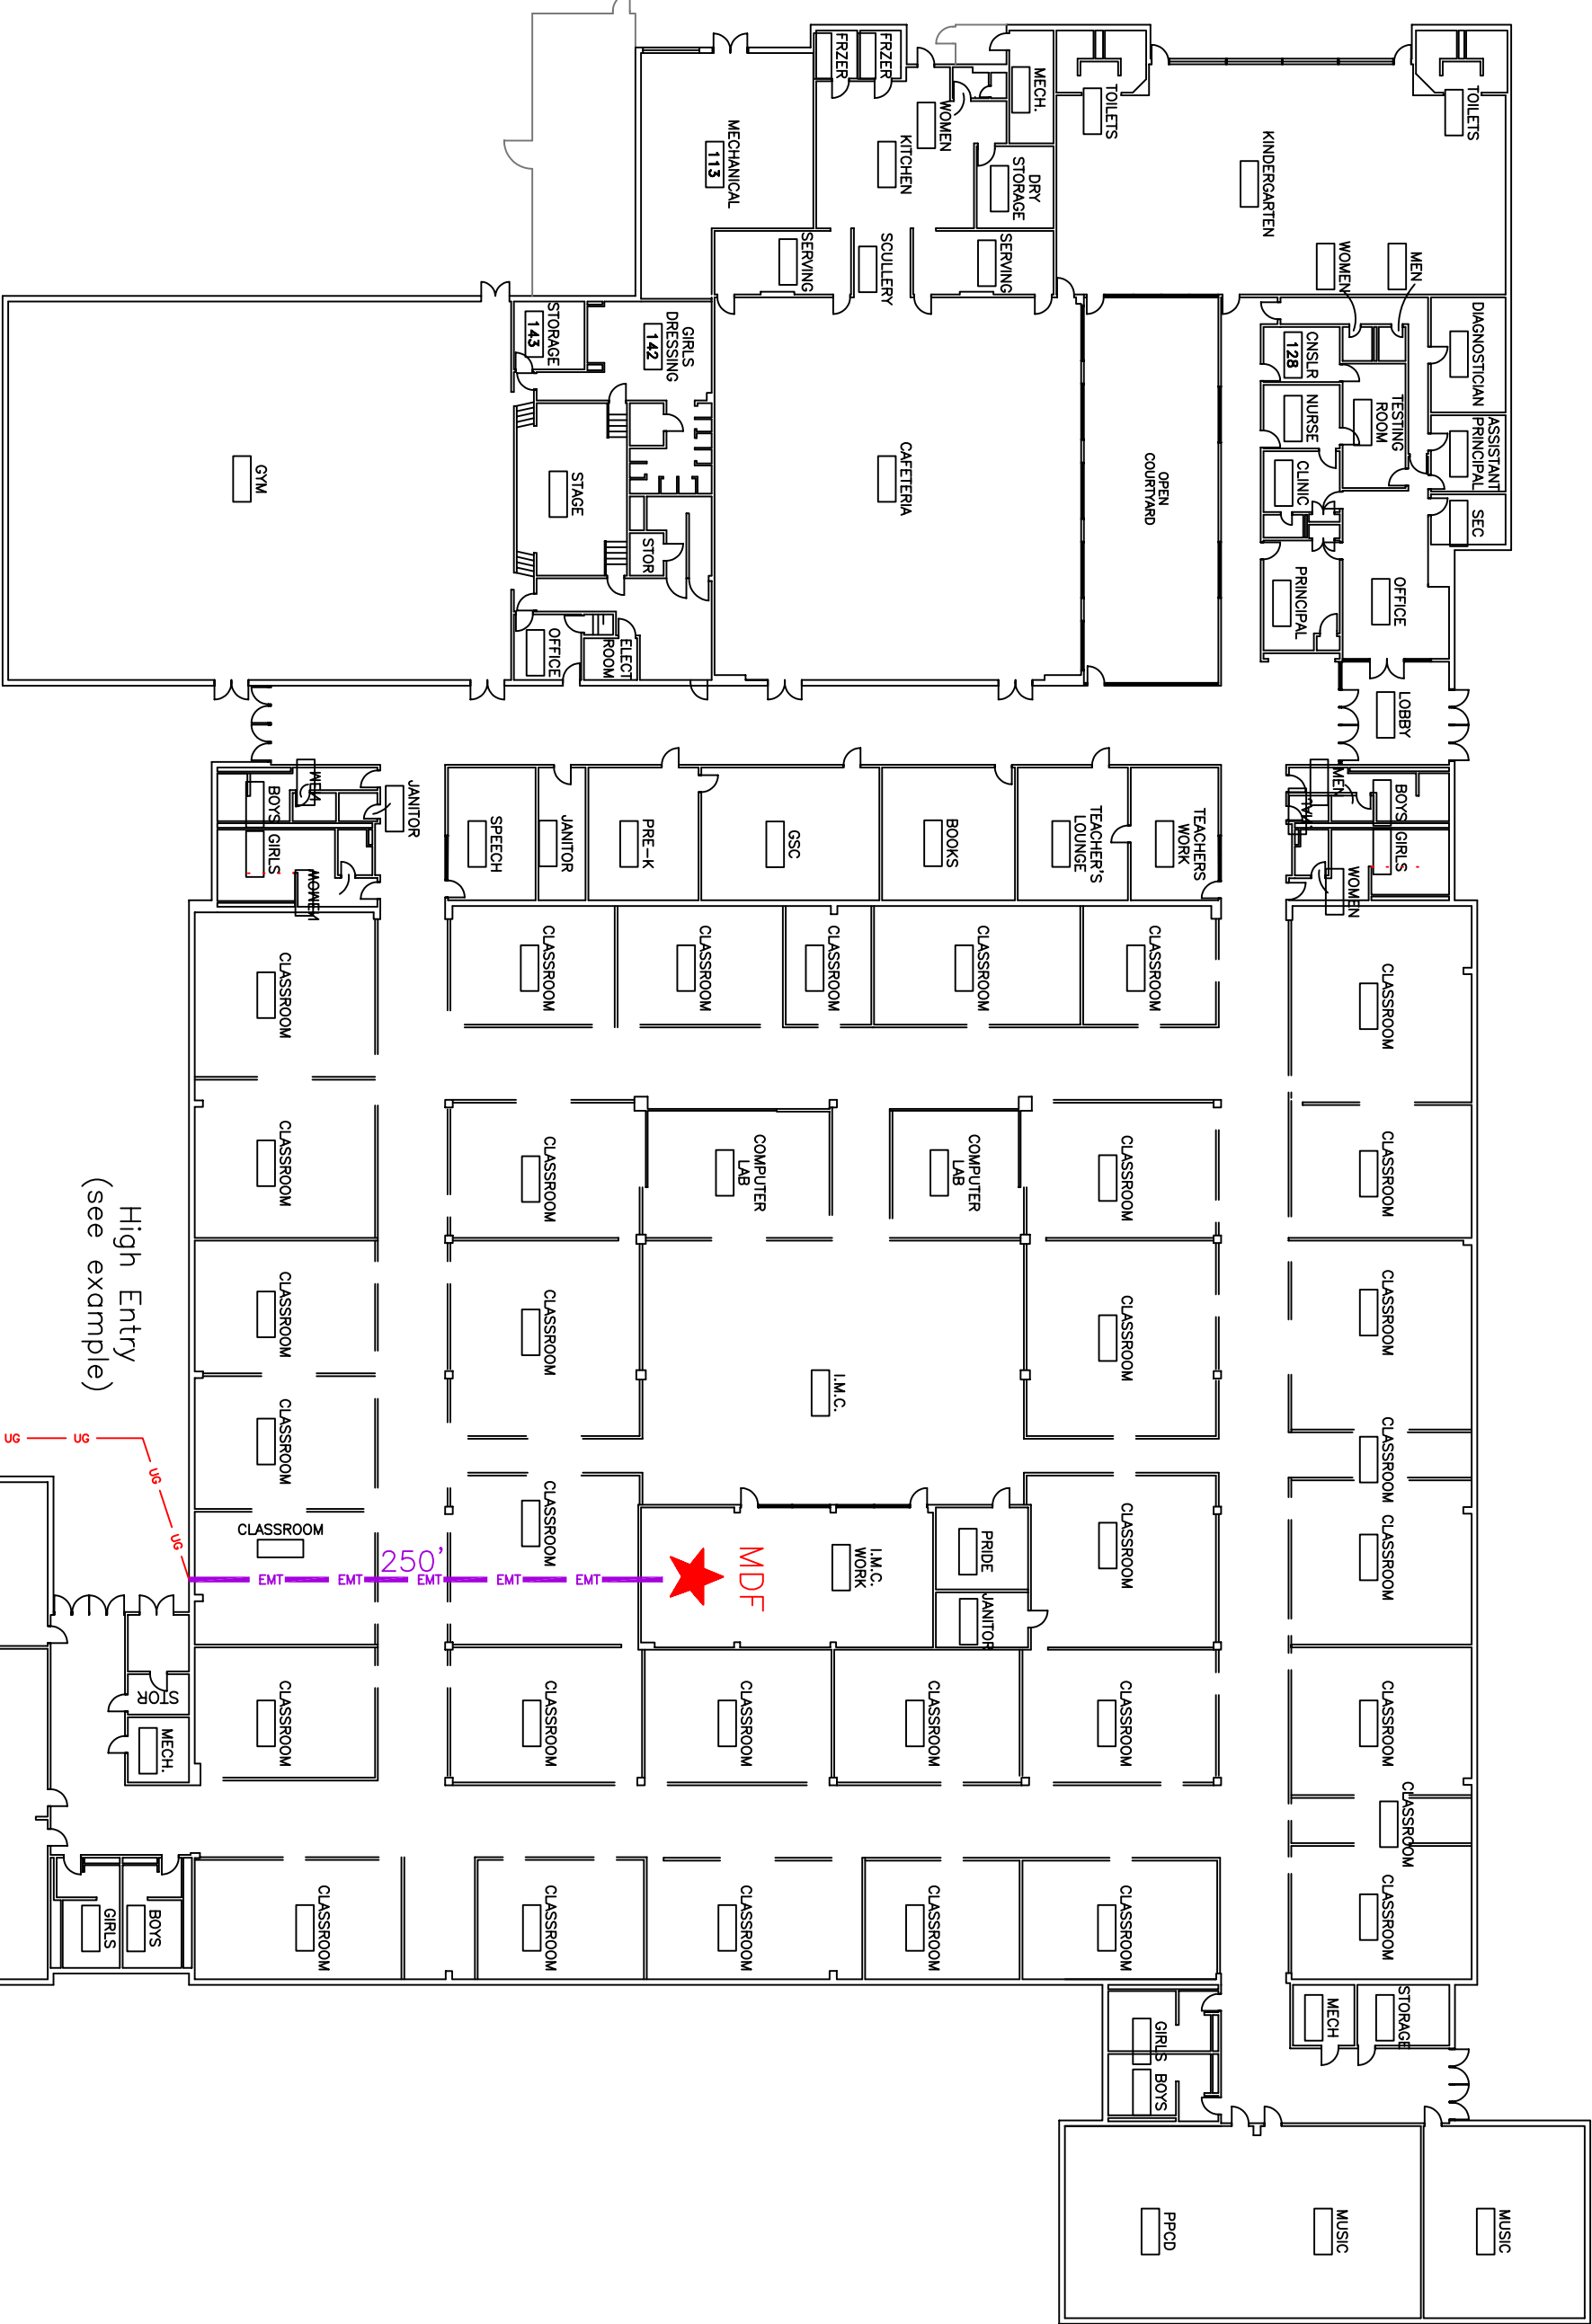 FRZER
FRZER
MECH.
TOILETS
TOILETS
WOMEN
KITCHEN
MECHANICAL
113
DRY
STORAGE
KINDERGARTEN
SERVING
SCULLERY
SERVING
WOMEN
MEN
STORAGE
143
GIRLS
DRESSING
142
CNSLR
128
NURSE
TESTING
ROOM
DIAGNOSTICIAN
ASSISTANT
PRINCIPAL
CLINIC
SEC
GYM
STAGE
CAFETERIA
OPEN
COURTYARD
STOR
PRINCIPAL
OFFICE
OFFICE
ELECT
ROOM
LOBBY
MEN
BOYS
GIRLS
WOMEN
JANITOR
SPEECH
JANITOR
PRE-K
GSC
BOOKS
TEACHER'S
LOUNGE
TEACHERS
WORK
MEN
BOYS
GIRLS
WOMEN
CLASSROOM
CLASSROOM
CLASSROOM
CLASSROOM
CLASSROOM
CLASSROOM
CLASSROOM
CLASSROOM
CLASSROOM
COMPUTER
LAB
COMPUTER
LAB
CLASSROOM
CLASSROOM
High Entry
(see example)
CLASSROOM
CLASSROOM
I.M.C.
CLASSROOM
CLASSROOM
CLASSROOM
CLASSROOM
UG
UG
UG
UG
CLASSROOM
CLASSROOM
250'
EMT
EMT
EMT
EMT
EMT
MDF
I.M.C.
WORK
PRIDE
JANITOR
CLASSROOM
CLASSROOM
STOR
MECH.
CLASSROOM
CLASSROOM
CLASSROOM
CLASSROOM
CLASSROOM
CLASSROOM
CLASSROOM
GIRLS
BOYS
CLASSROOM
CLASSROOM
CLASSROOM
CLASSROOM
CLASSROOM
CLASSROOM
GIRLS
BOYS
MECH
STORAGE
PPCD
MUSIC
MUSIC